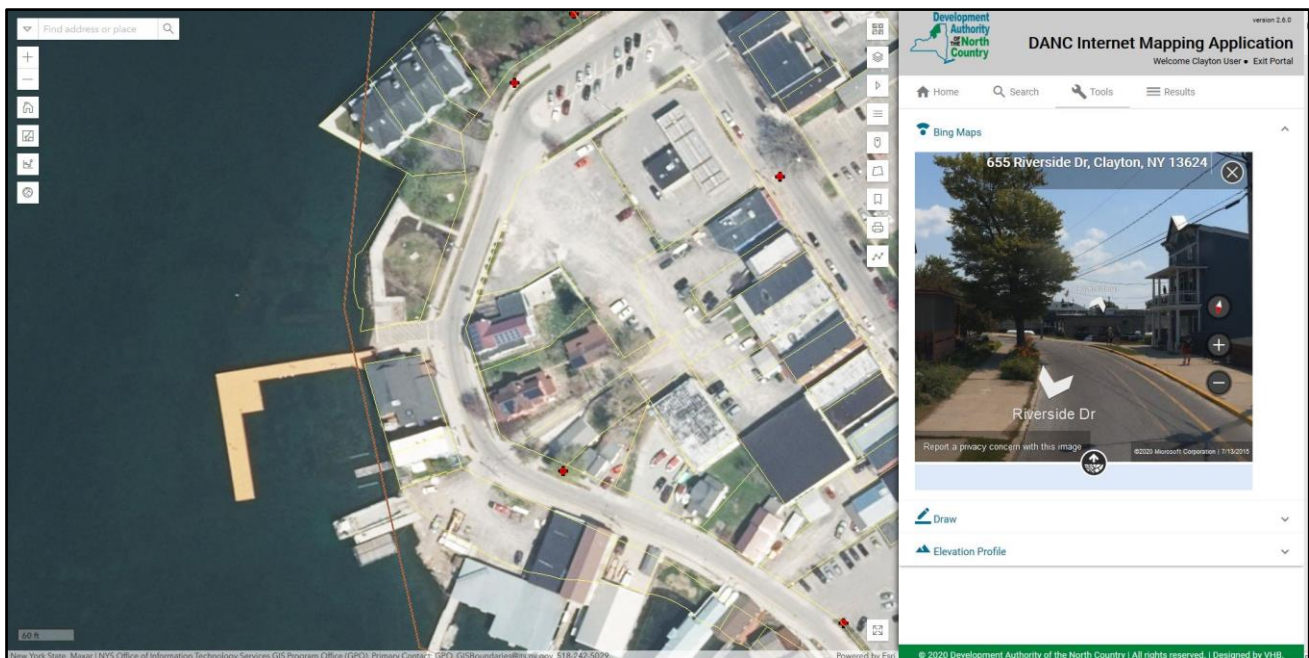 Find address or place
60 ft
New York State, Maxar | NYS Office of Information Technology Services GIS Program Office (GPO). Primary Contact: GPO, GISBoundaries@its.ny.gov, 518-242-5029
Powered by Esri
Development
Authority
OF THE North
Country
version 2.6.0
DANC Internet Mapping Application
Welcome Clayton User • Exit Portal
Home Search Tools Results
Bing Maps
655 Riverside Dr, Clayton, NY 13624
Riverside Dr
Report a privacy concern with this image
©2020 Microsoft Corporation | 7/13/2015
Draw
Elevation Profile
© 2020 Development Authority of the North Country | All rights reserved. | Designed by VHB.